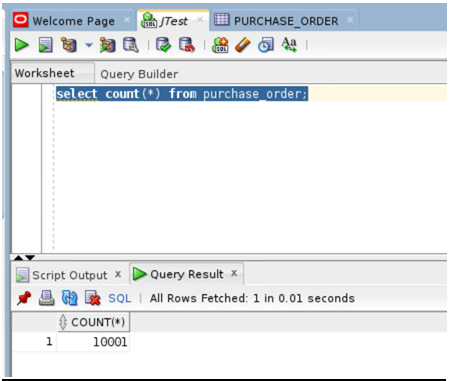 Welcome Page × JTest × PURCHASE_ORDER ×
Worksheet Query Builder
select count(*) from purchase_order;
Script Output × Query Result ×
SQL | All Rows Fetched: 1 in 0.01 seconds
COUNT(*)
1 10001